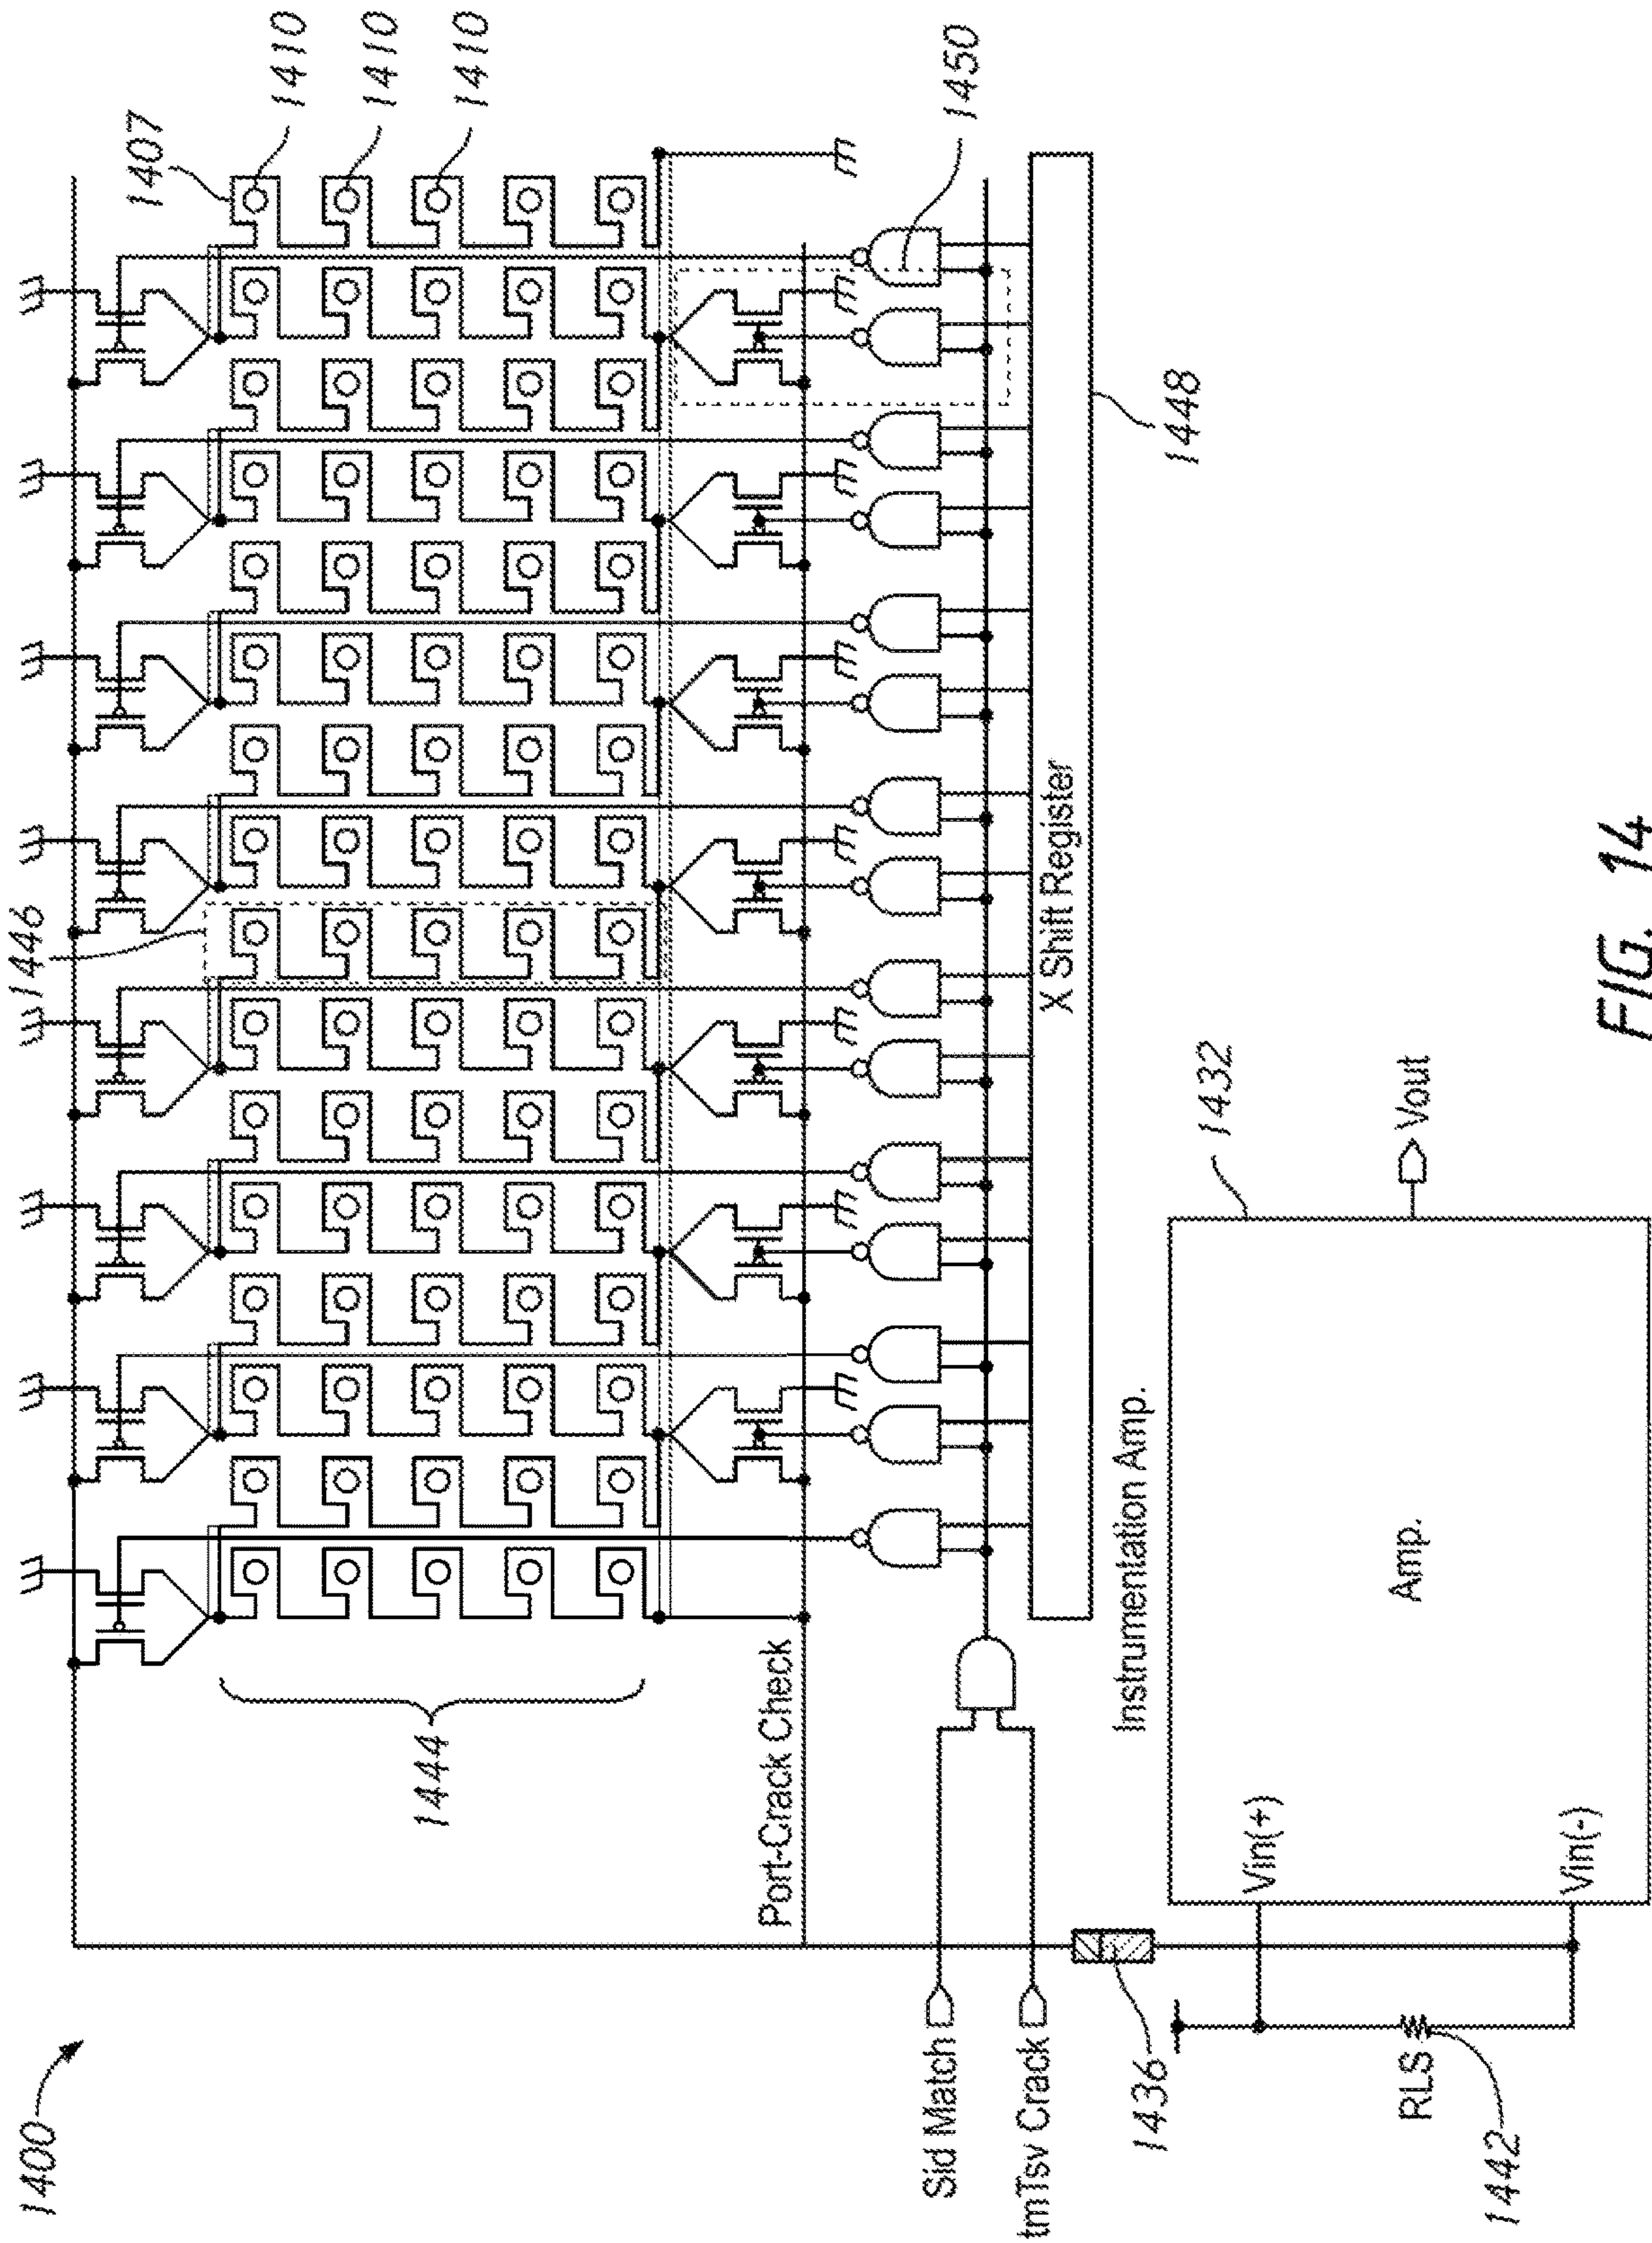 1400
1407
1410
1410
1410
1446
1444
1450
Port-Crack Check
Sid Match
tmTsv Crack
X Shift Register
1448
1436
Instrumentation Amp.
1432
Vin(+)
Amp.
Vout
RLS
Vin(-)
1442
FIG. 14